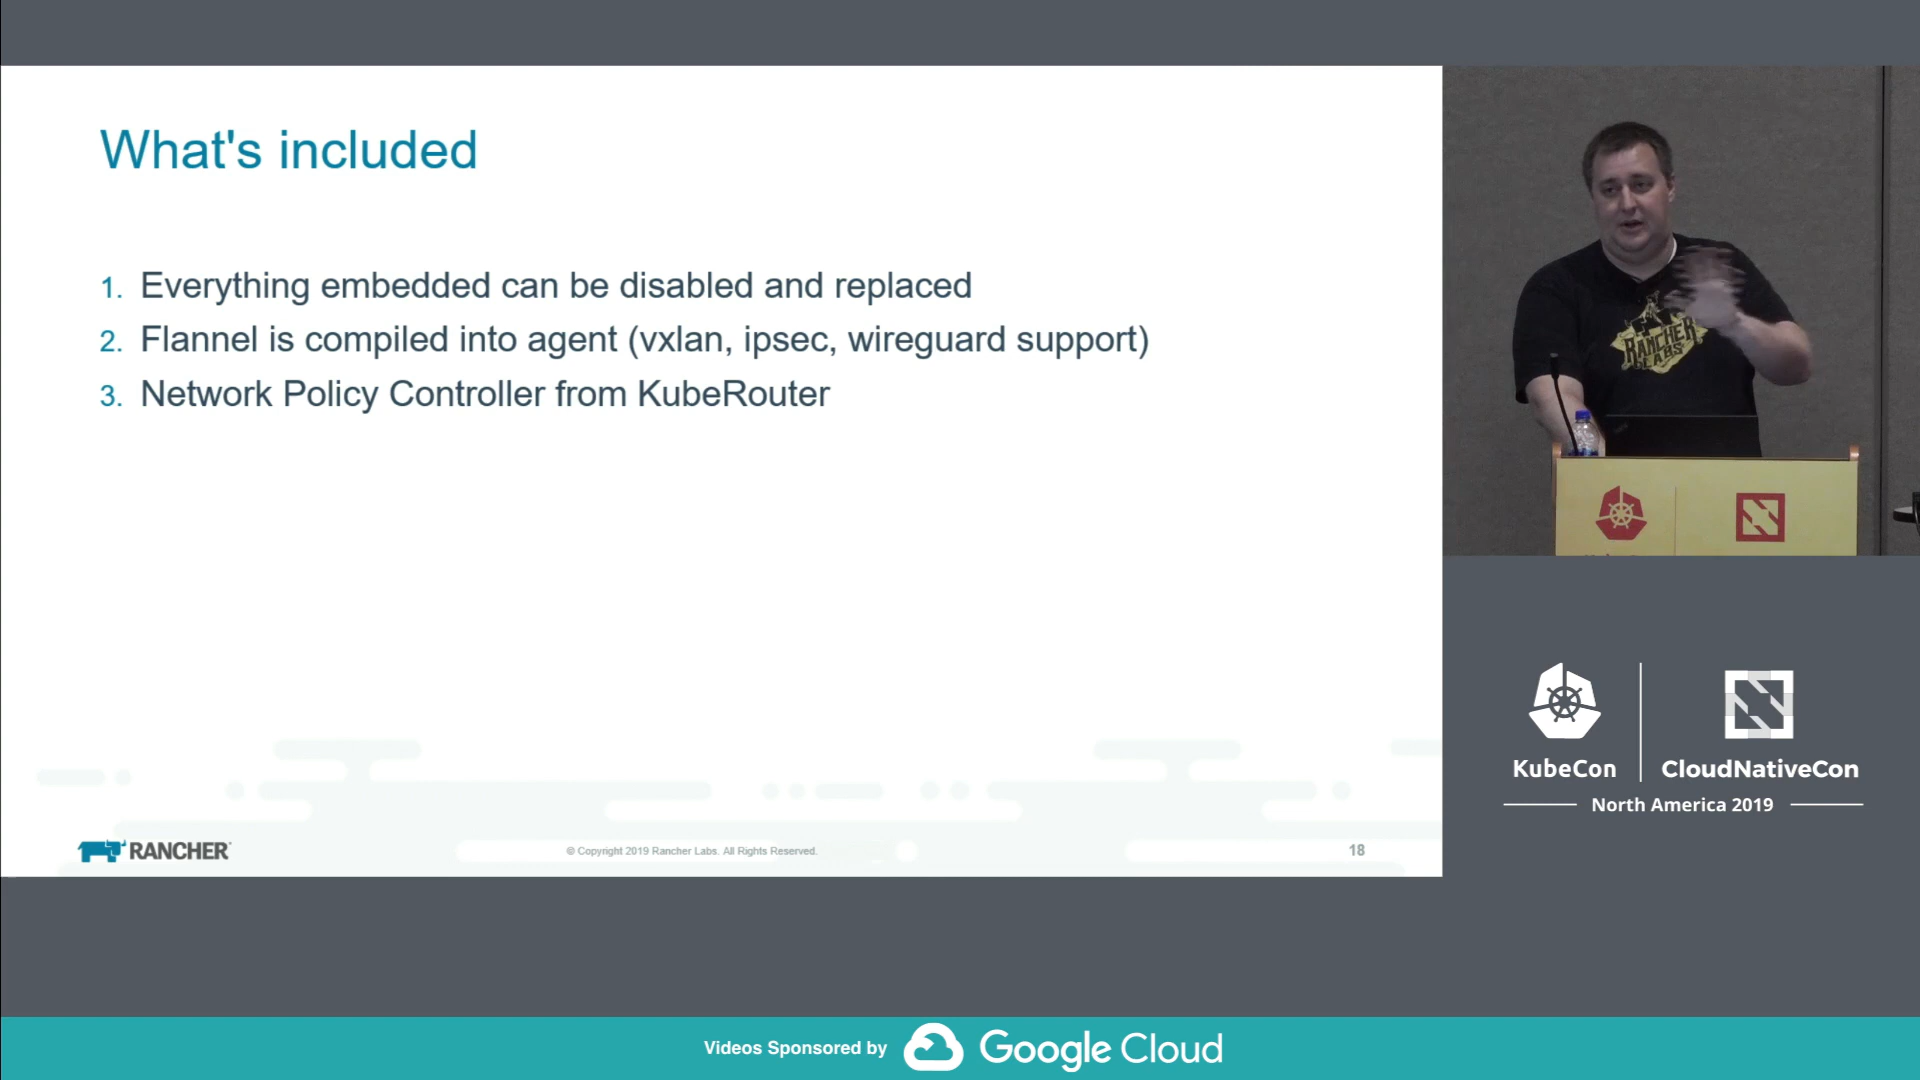 What's included
1. Everything embedded can be disabled and replaced
2. Flannel is compiled into agent (vxlan, ipsec, wireguard support)
3. Network Policy Controller from KubeRouter
RANCHER
© Copyright 2019 Rancher Labs. All Rights Reserved.
18
RANCHER
LABS
KubeCon
CloudNativeCon
North America 2019
Videos Sponsored by
Google Cloud